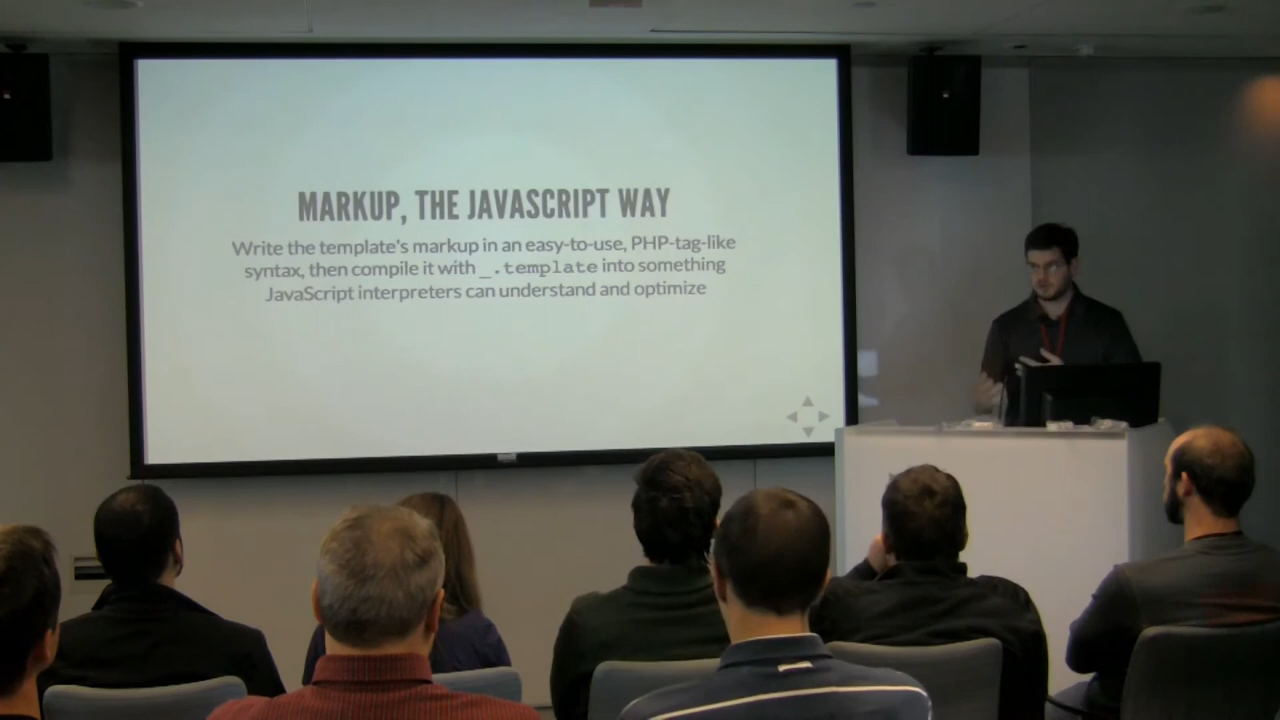 MARKUP, THE JAVASCRIPT WAY
Write the template's markup in an easy-to-use, PHP-tag-like
syntax, then compile it with _.template into something
JavaScript interpreters can understand and optimize